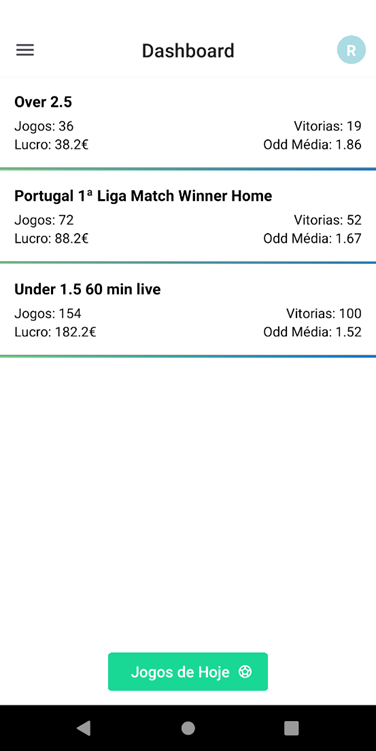 Dashboard
R
Over 2.5
Jogos: 36 Vitorias: 19
Lucro: 38.2€ Odd Média: 1.86
Portugal 1ª Liga Match Winner Home
Jogos: 72 Vitorias: 52
Lucro: 88.2€ Odd Média: 1.67
Under 1.5 60 min live
Jogos: 154 Vitorias: 100
Lucro: 182.2€ Odd Média: 1.52
Jogos de Hoje